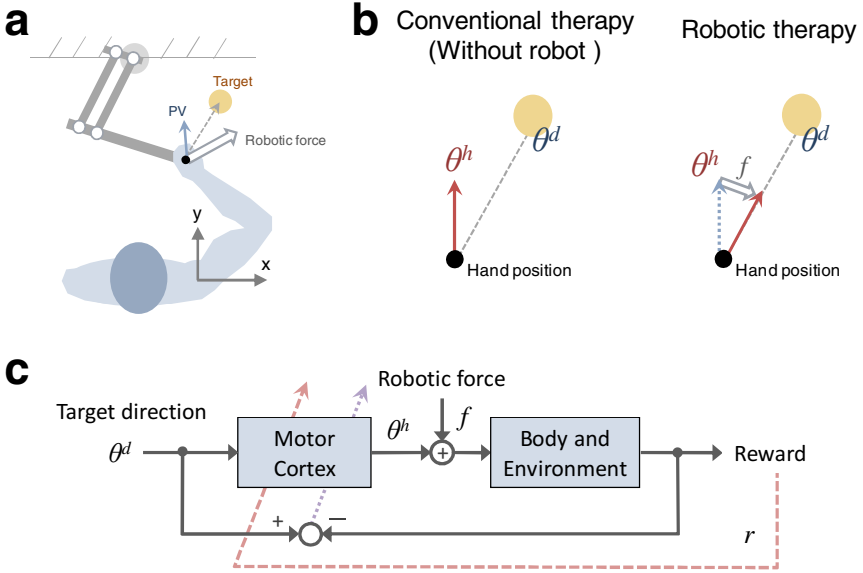 a
Target
PV
Robotic force
y
x
b
Conventional therapy
(Without robot )
θʰ
θᵈ
Hand position
Robotic therapy
θʰ
f
θᵈ
Hand position
c
Target direction
θᵈ
Motor
Cortex
θʰ
Robotic force
f
+
Body and
Environment
Reward
+
−
r